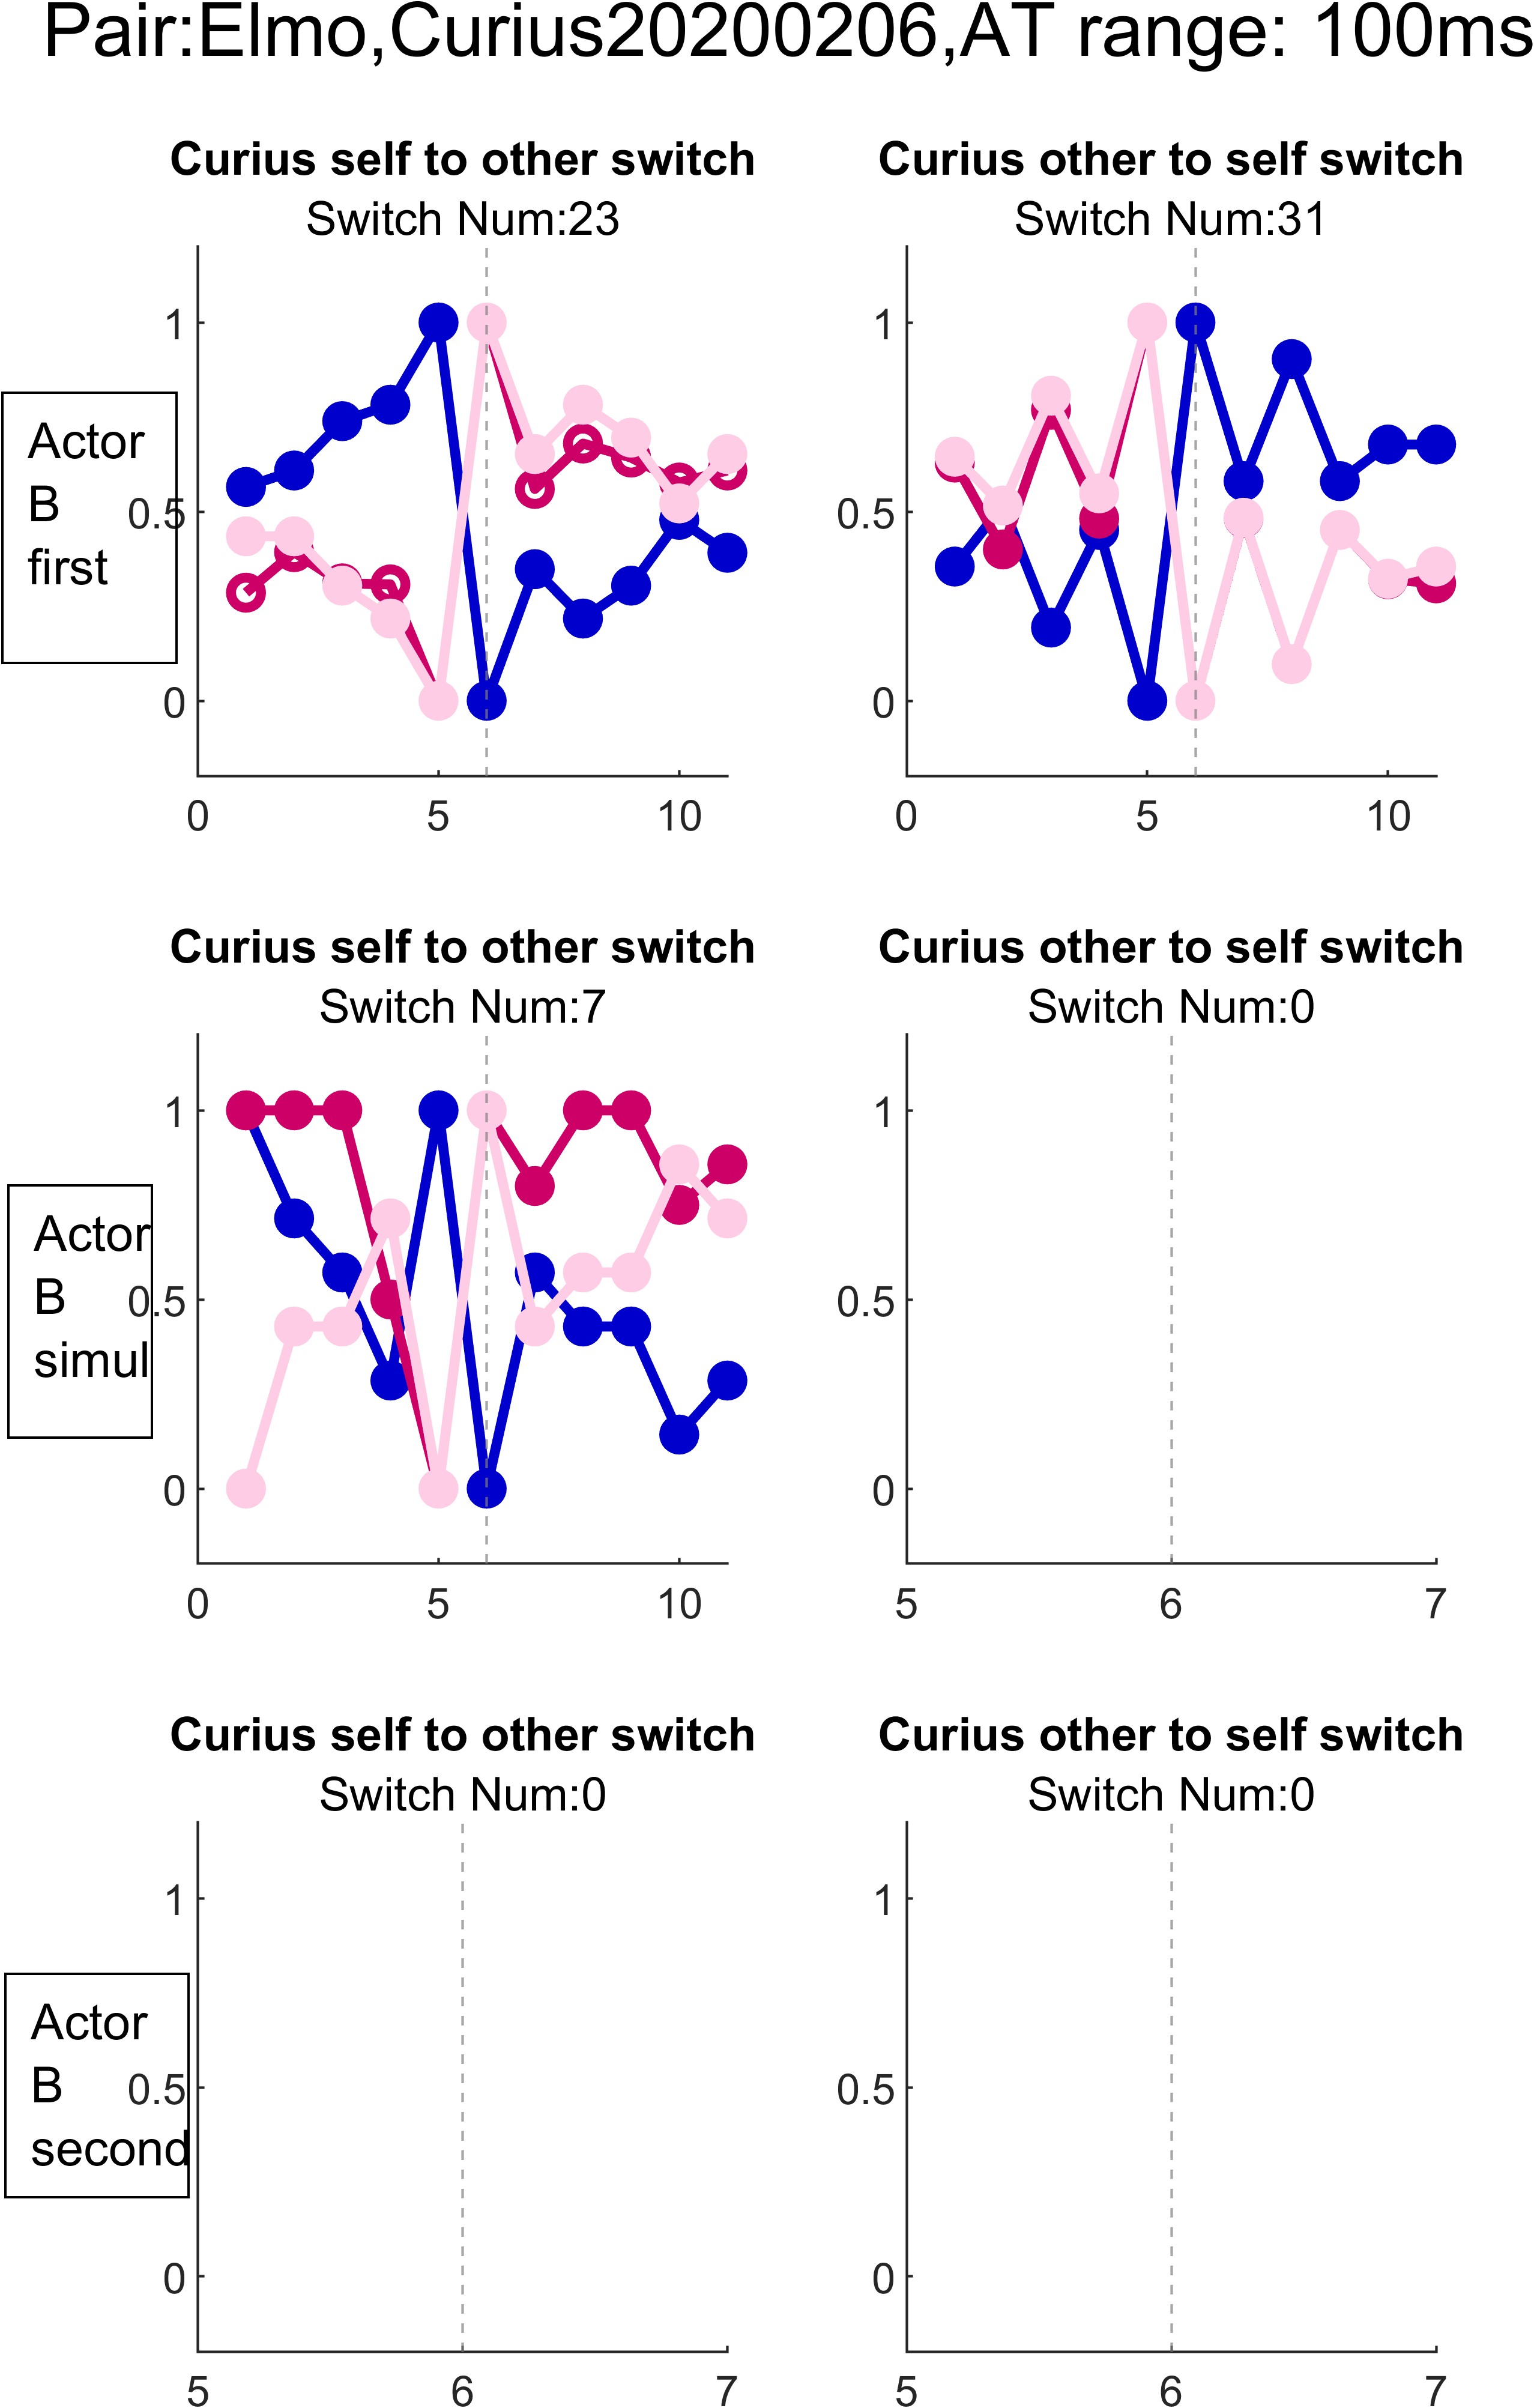 Pair:Elmo,Curius20200206,AT range: 100ms
Curius self to other switch
Switch Num:23
Actor
B
first
1
0.5
0
0
5
10
Curius other to self switch
Switch Num:31
1
0.5
0
0
5
10
Curius self to other switch
Switch Num:7
Actor
B
simul
1
0.5
0
0
5
10
Curius other to self switch
Switch Num:0
1
0.5
0
5
6
7
Curius self to other switch
Switch Num:0
Actor
B
second
1
0.5
0
5
6
7
Curius other to self switch
Switch Num:0
1
0.5
0
5
6
7